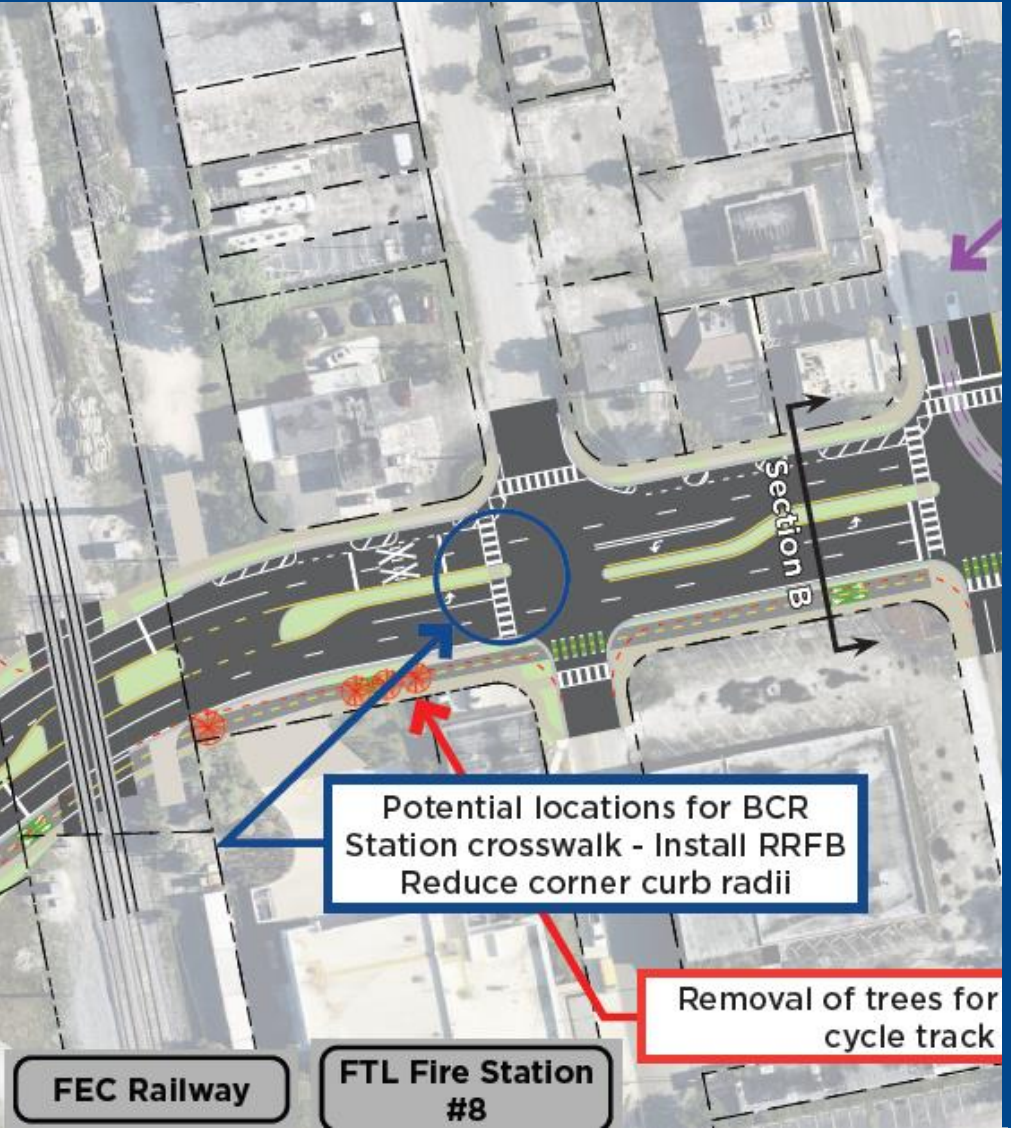 Section B
Potential locations for BCR
Station crosswalk - Install RRFB
Reduce corner curb radii
Removal of trees for
cycle track
FEC Railway
FTL Fire Station
#8